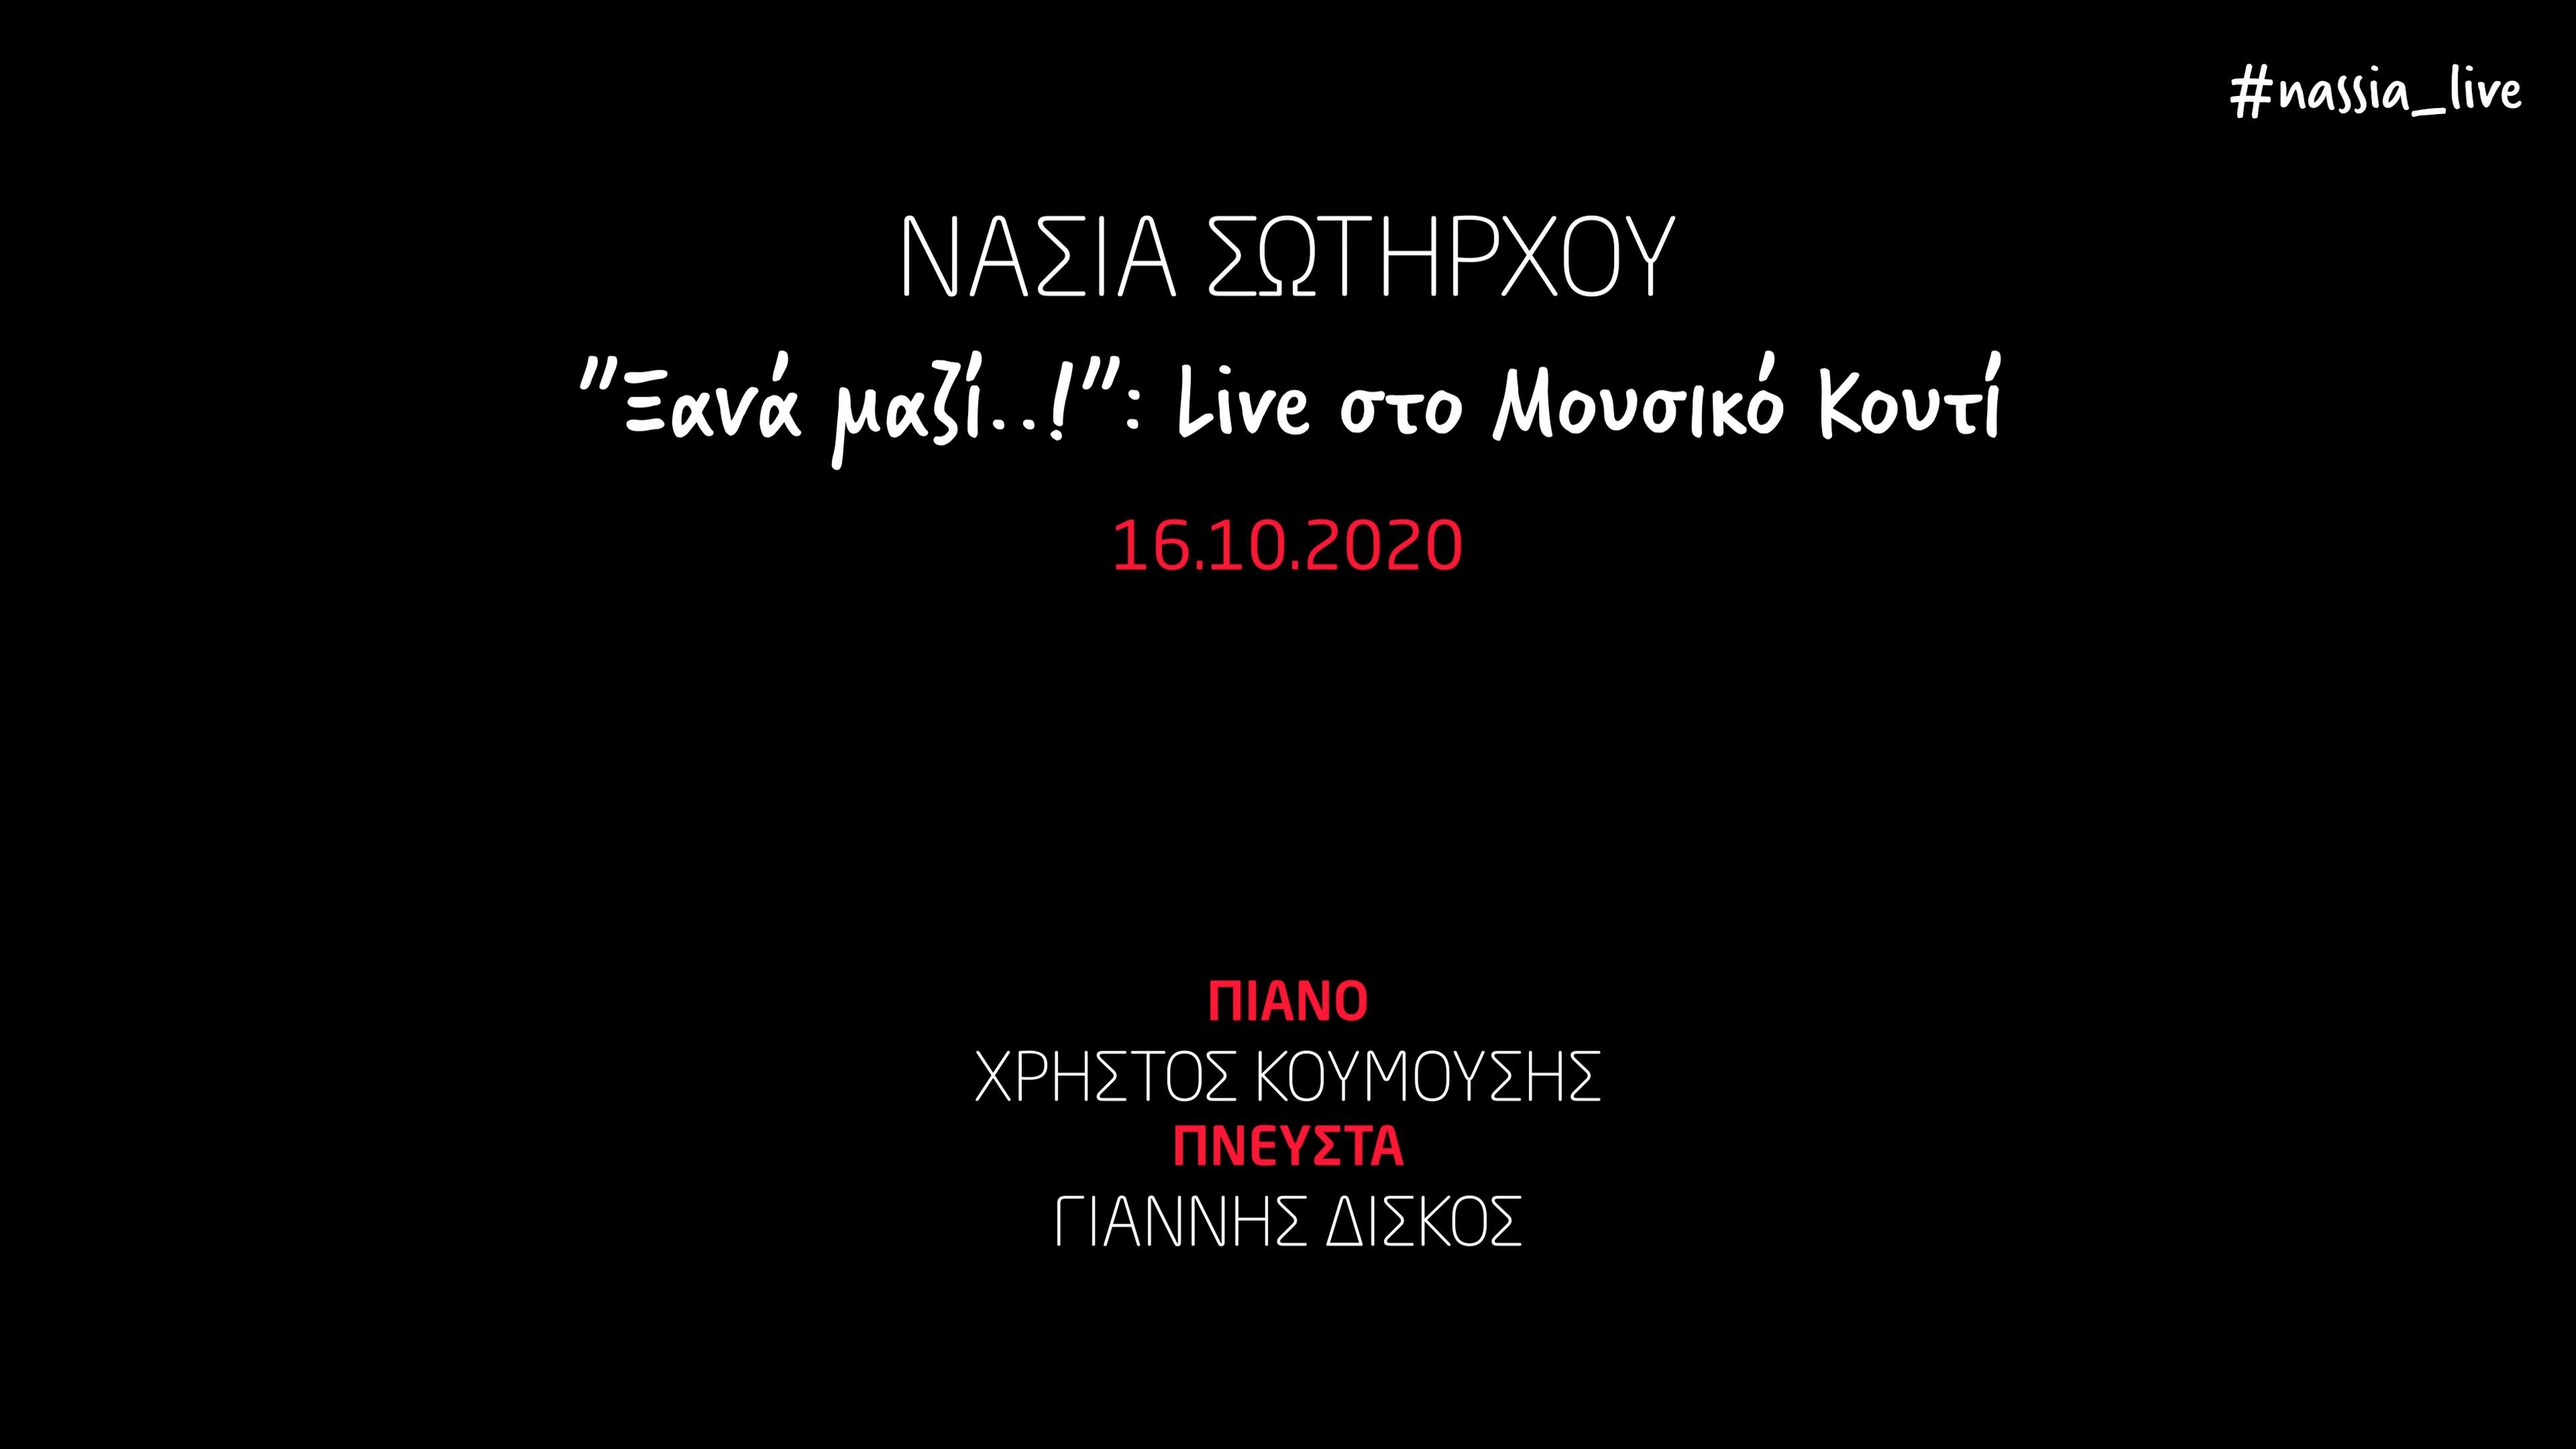 #nassia_live
ΝΑΣΙΑ ΣΩΤΗΡΧΟΥ
"Ξανά μαζί..!": Live στο Μουσικό Κουτί
16.10.2020
ΠΙΑΝΟ
ΧΡΗΣΤΟΣ ΚΟΥΜΟΥΣΗΣ
ΠΝΕΥΣΤΑ
ΓΙΑΝΝΗΣ ΔΙΣΚΟΣ